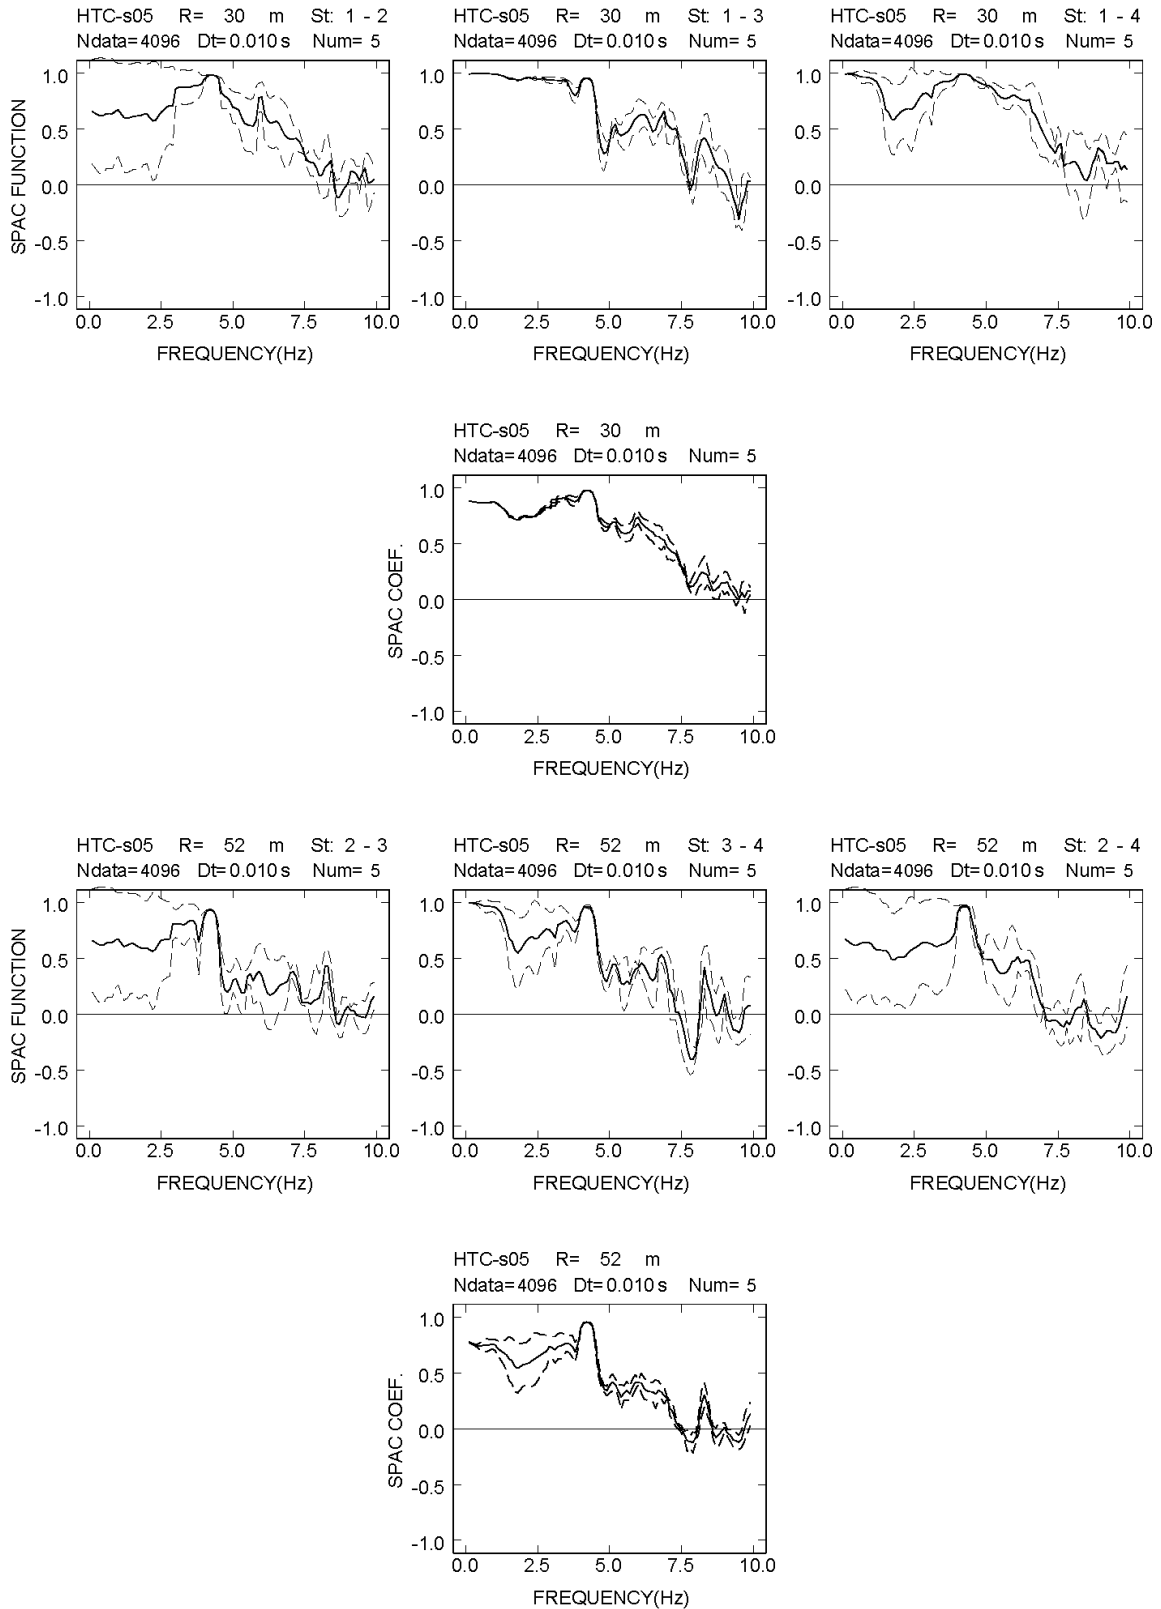 HTC-s05 R= 30 m St: 1 - 2
Ndata=4096 Dt=0.010 s Num= 5
1.0
0.5
0.0
-0.5
-1.0
SPAC FUNCTION
0.0 2.5 5.0 7.5 10.0
FREQUENCY(Hz)
HTC-s05 R= 30 m St: 1 - 3
Ndata=4096 Dt=0.010 s Num= 5
1.0
0.5
0.0
-0.5
-1.0
0.0 2.5 5.0 7.5 10.0
FREQUENCY(Hz)
HTC-s05 R= 30 m St: 1 - 4
Ndata=4096 Dt=0.010 s Num= 5
1.0
0.5
0.0
-0.5
-1.0
0.0 2.5 5.0 7.5 10.0
FREQUENCY(Hz)
HTC-s05 R= 30 m
Ndata=4096 Dt=0.010 s Num= 5
1.0
0.5
0.0
-0.5
-1.0
SPAC COEF.
0.0 2.5 5.0 7.5 10.0
FREQUENCY(Hz)
HTC-s05 R= 52 m St: 2 - 3
Ndata=4096 Dt=0.010 s Num= 5
1.0
0.5
0.0
-0.5
-1.0
SPAC FUNCTION
0.0 2.5 5.0 7.5 10.0
FREQUENCY(Hz)
HTC-s05 R= 52 m St: 3 - 4
Ndata=4096 Dt=0.010 s Num= 5
1.0
0.5
0.0
-0.5
-1.0
0.0 2.5 5.0 7.5 10.0
FREQUENCY(Hz)
HTC-s05 R= 52 m St: 2 - 4
Ndata=4096 Dt=0.010 s Num= 5
1.0
0.5
0.0
-0.5
-1.0
0.0 2.5 5.0 7.5 10.0
FREQUENCY(Hz)
HTC-s05 R= 52 m
Ndata=4096 Dt=0.010 s Num= 5
1.0
0.5
0.0
-0.5
-1.0
SPAC COEF.
0.0 2.5 5.0 7.5 10.0
FREQUENCY(Hz)